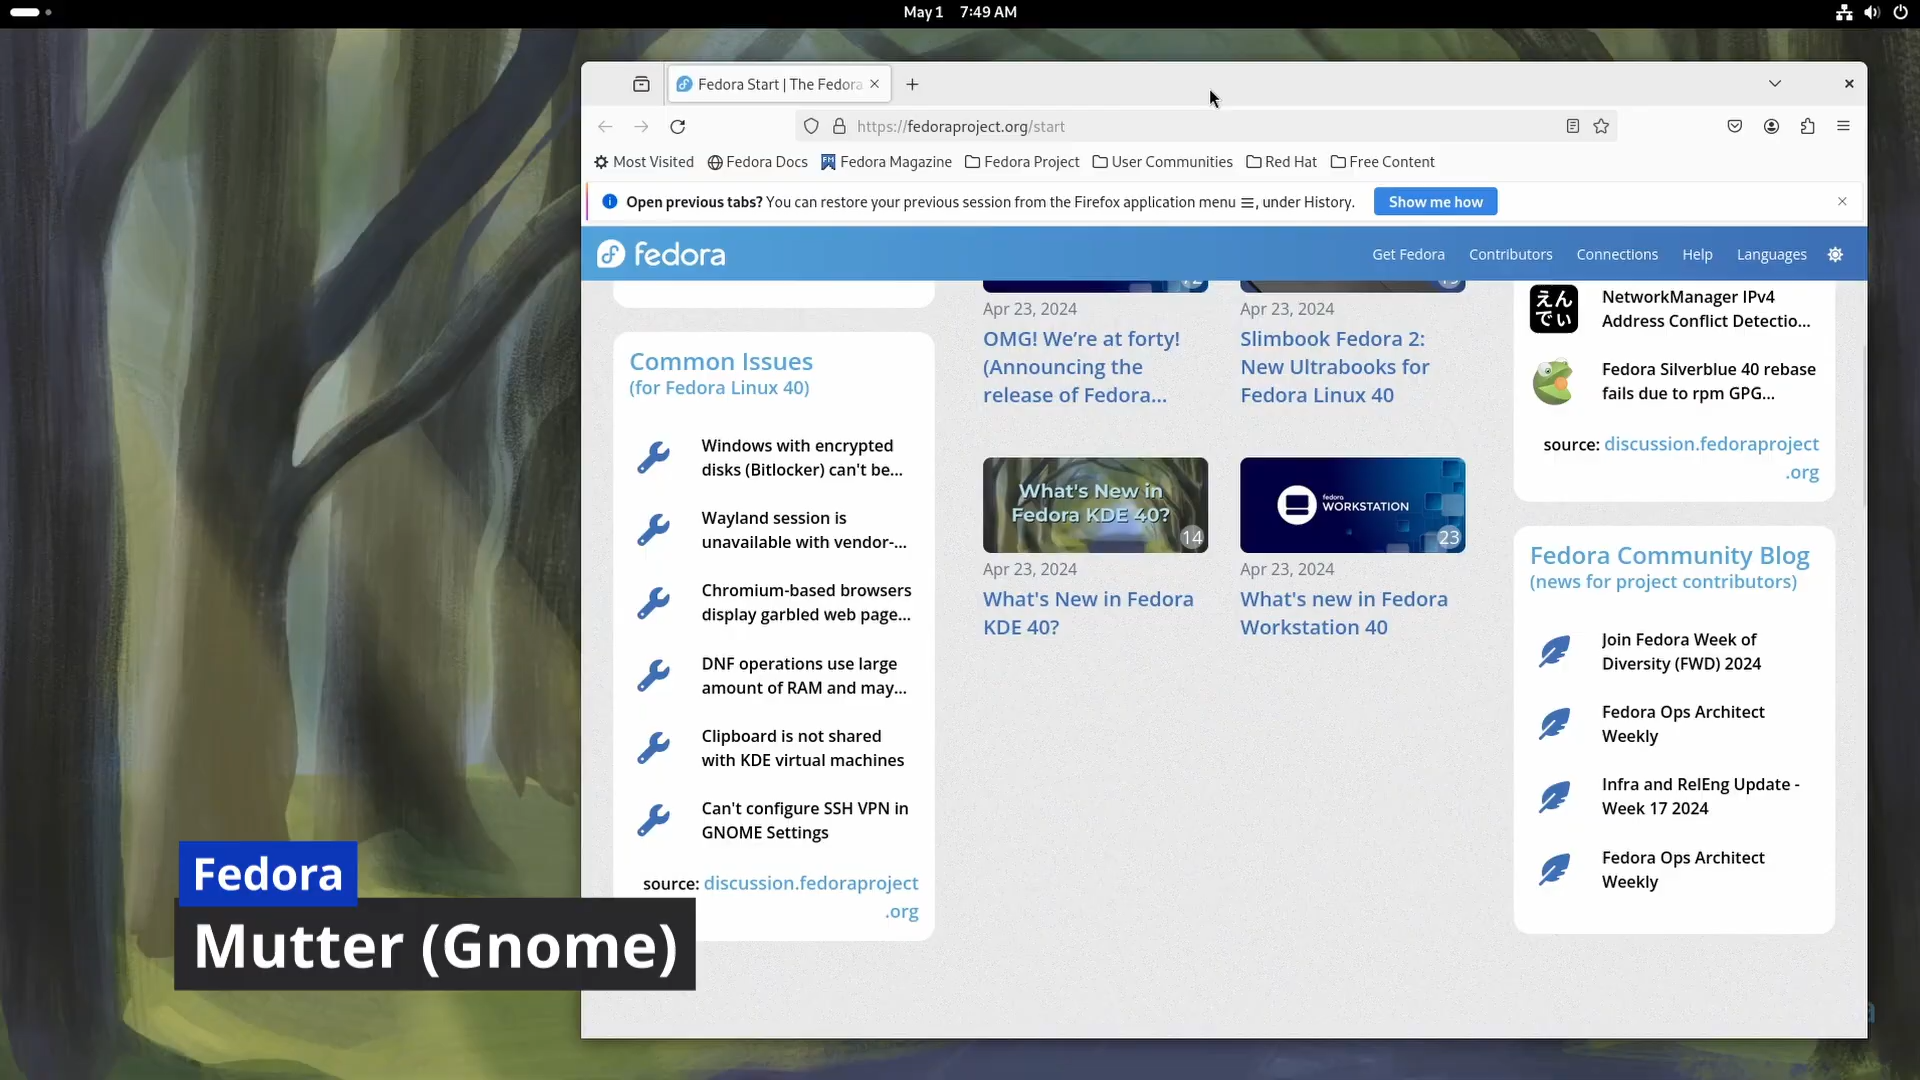 May 1 7:49 AM
Fedora Start | The Fedora
https://fedoraproject.org/start
Most Visited
Fedora Docs
Fedora Magazine
Fedora Project
User Communities
Red Hat
Free Content
Open previous tabs? You can restore your previous session from the Firefox application menu ☰, under History.
Show me how
fedora
Get Fedora
Contributors
Connections
Help
Languages
Common Issues
(for Fedora Linux 40)
Windows with encrypted
disks (Bitlocker) can't be...
Wayland session is
unavailable with vendor-...
Chromium-based browsers
display garbled web page...
DNF operations use large
amount of RAM and may...
Clipboard is not shared
with KDE virtual machines
Can't configure SSH VPN in
GNOME Settings
source: discussion.fedoraproject
.org
Apr 23, 2024
OMG! We’re at forty!
(Announcing the
release of Fedora...
Apr 23, 2024
Slimbook Fedora 2:
New Ultrabooks for
Fedora Linux 40
What's New in
Fedora KDE 40?
14
Apr 23, 2024
What's New in Fedora
KDE 40?
fedora
WORKSTATION
23
Apr 23, 2024
What's new in Fedora
Workstation 40
えん
でい
NetworkManager IPv4
Address Conflict Detectio...
Fedora Silverblue 40 rebase
fails due to rpm GPG...
source: discussion.fedoraproject
.org
Fedora Community Blog
(news for project contributors)
Join Fedora Week of
Diversity (FWD) 2024
Fedora Ops Architect
Weekly
Infra and RelEng Update -
Week 17 2024
Fedora Ops Architect
Weekly
Fedora
Mutter (Gnome)